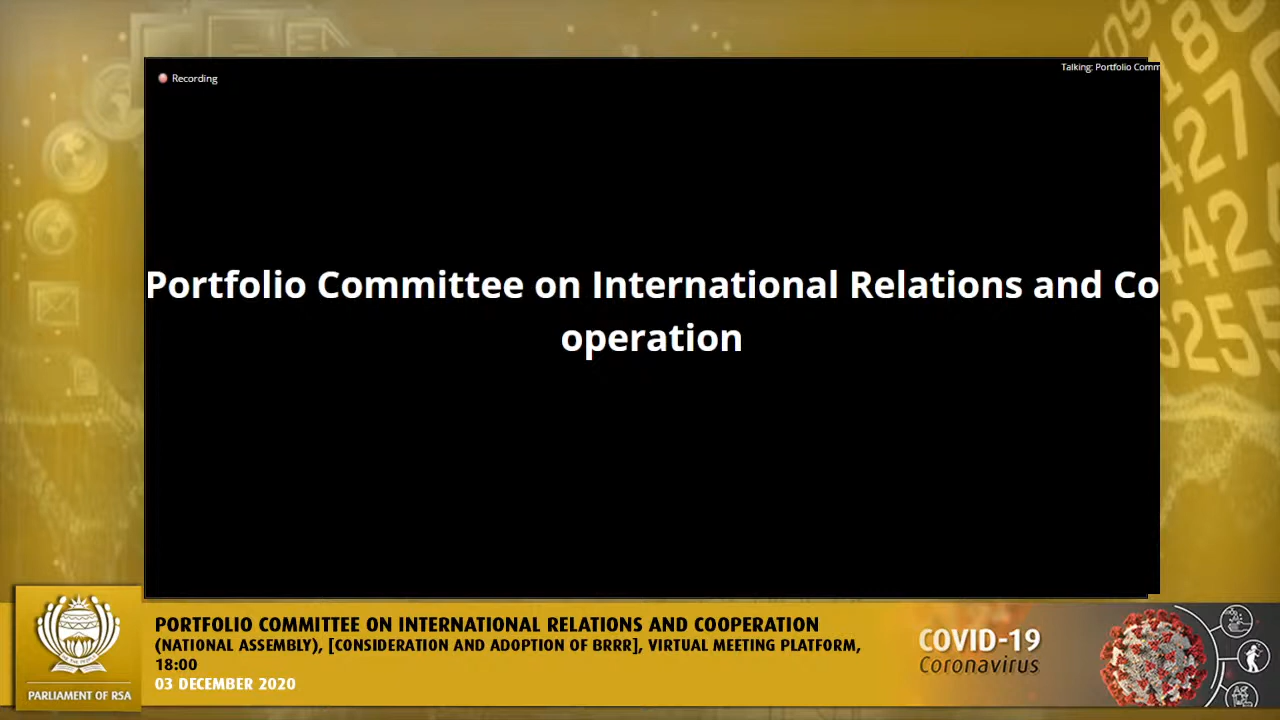 Recording
Talking: Portfolio Comm
Portfolio Committee on International Relations and Co
operation
PORTFOLIO COMMITTEE ON INTERNATIONAL RELATIONS AND COOPERATION
(NATIONAL ASSEMBLY), [CONSIDERATION AND ADOPTION OF BRRR], VIRTUAL MEETING PLATFORM,
18:00
03 DECEMBER 2020
PARLIAMENT OF RSA
COVID-19
Coronavirus